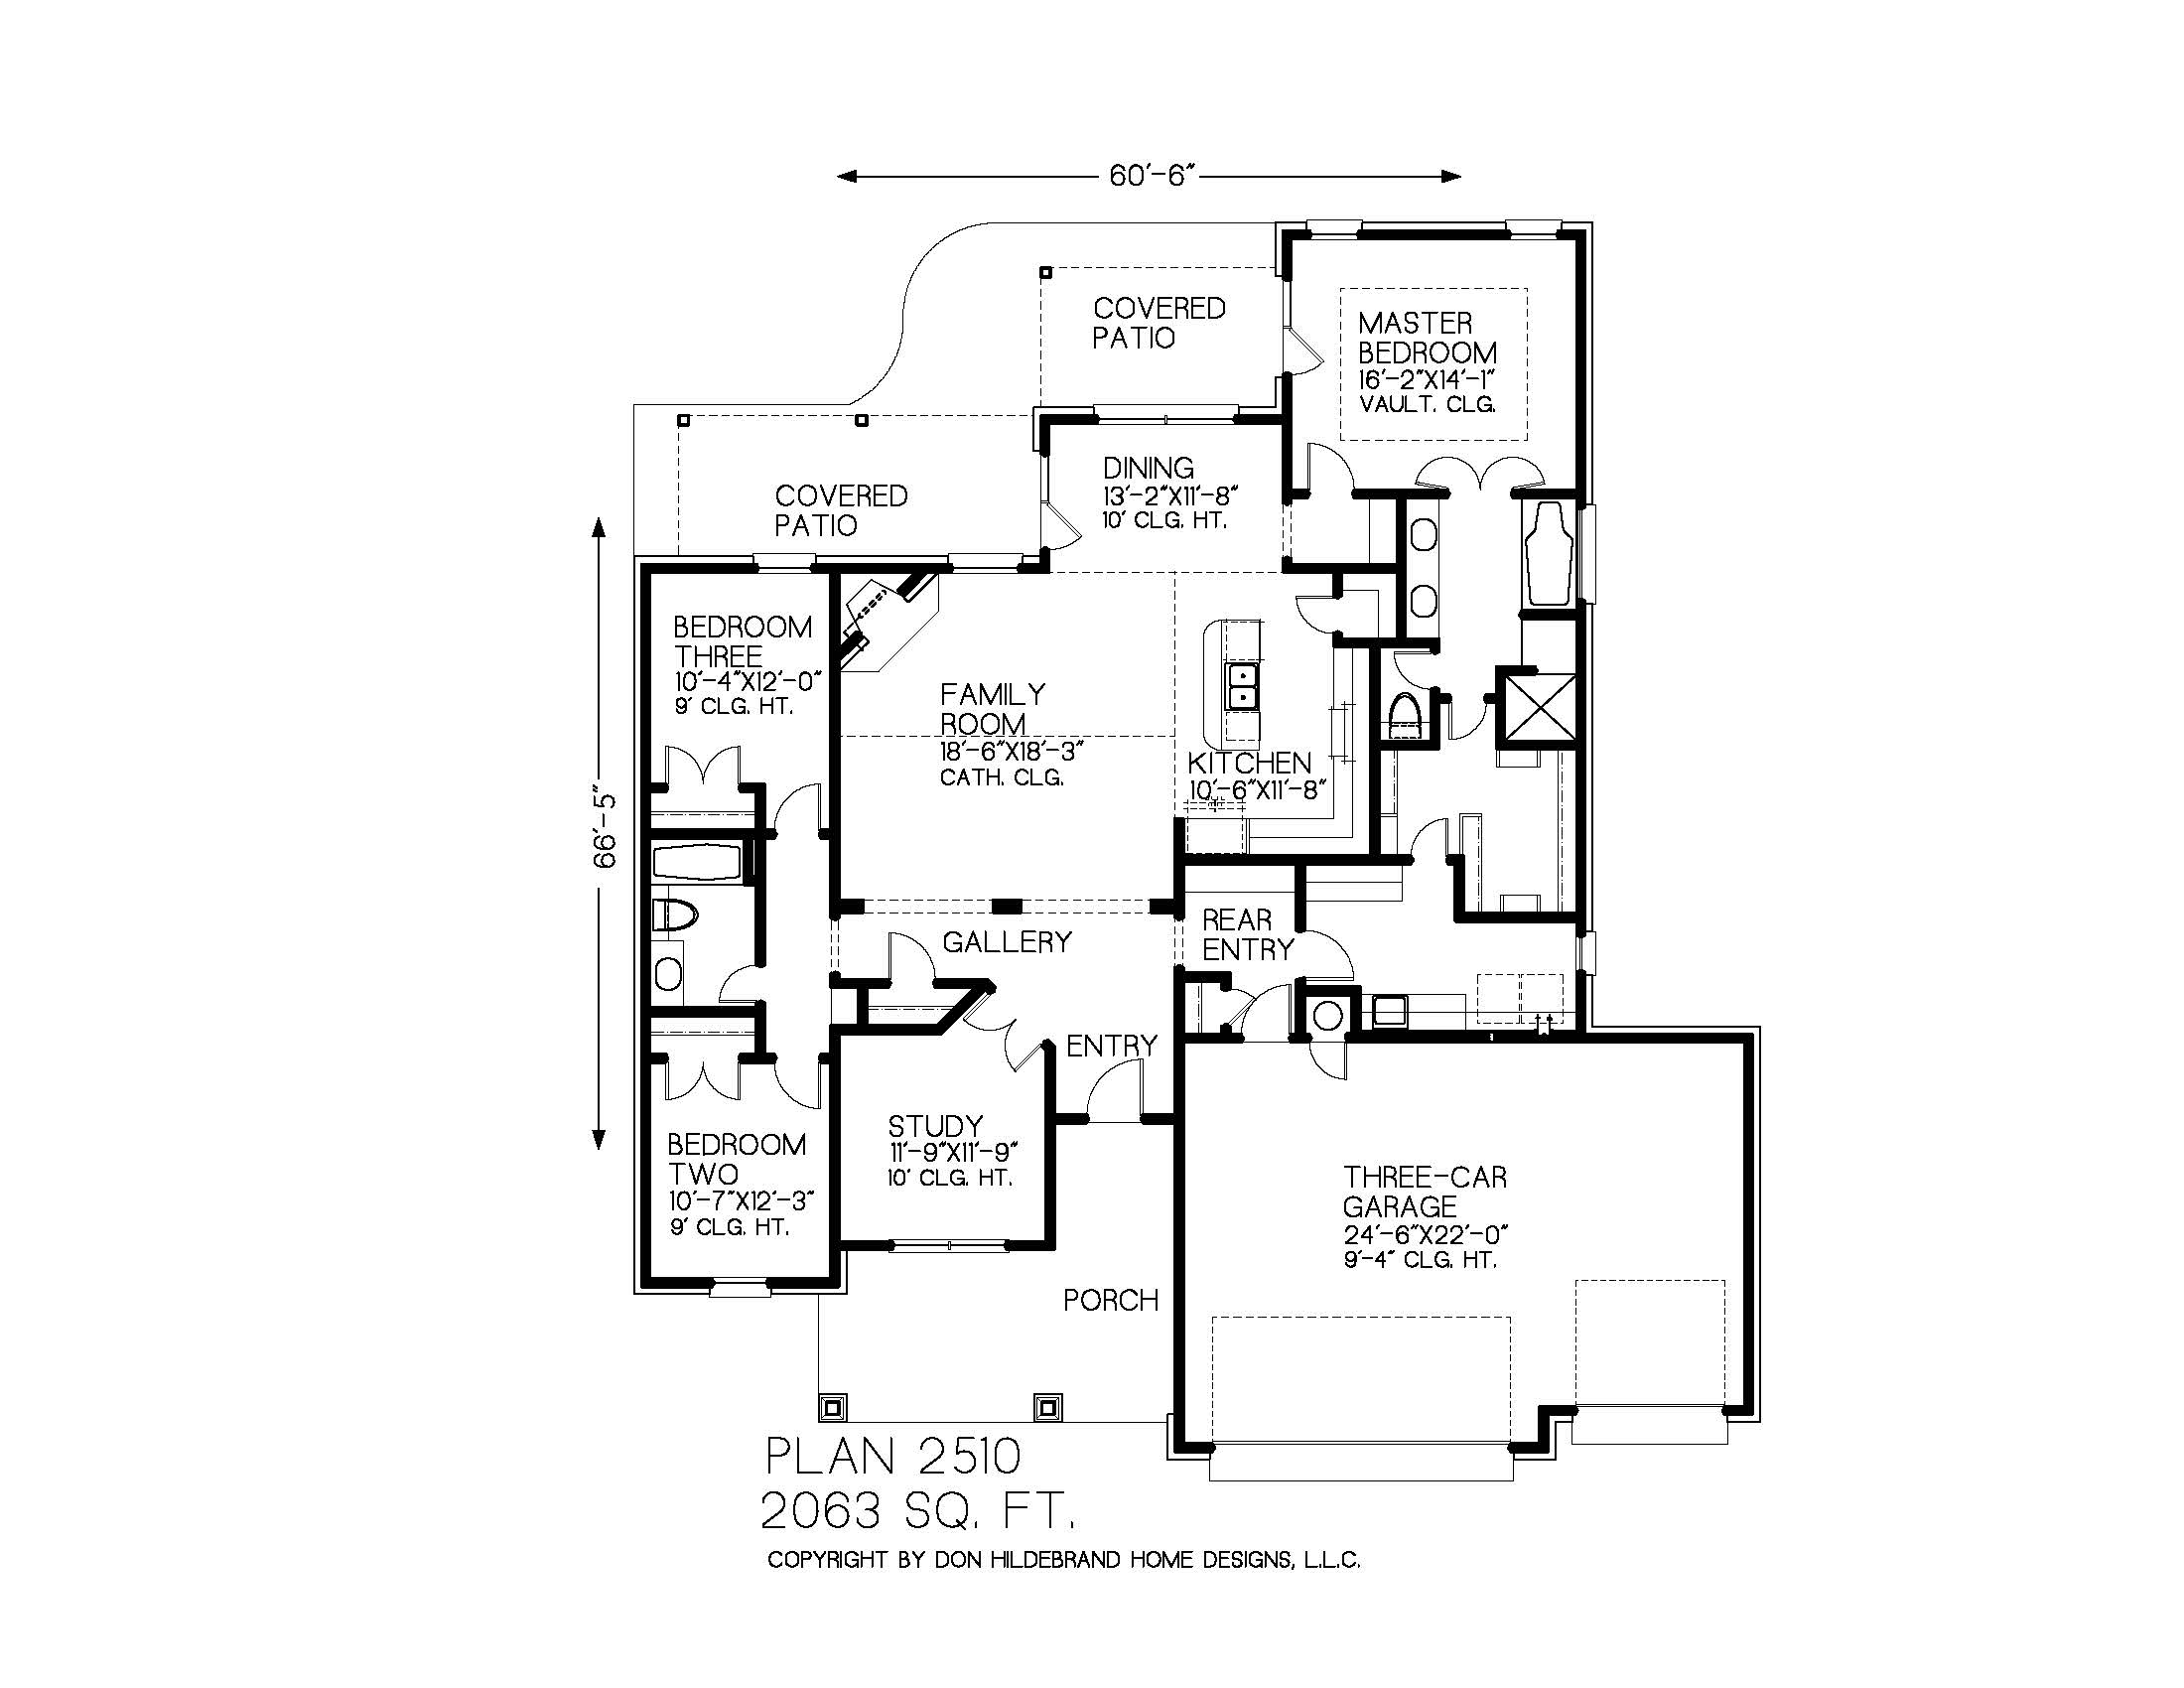 60'-6"
COVERED
PATIO
MASTER
BEDROOM
16'-2"X14'-1"
VAULT. CLG.
DINING
13'-2"X11'-8"
10' CLG. HT.
COVERED
PATIO
BEDROOM
THREE
10'-4"X12'-0"
9' CLG. HT.
FAMILY
ROOM
18'-6"X18'-3"
CATH. CLG.
KITCHEN
10'-6"X11'-8"
66'-5"
REAR
ENTRY
GALLERY
ENTRY
STUDY
11'-9"X11'-9"
10' CLG. HT.
BEDROOM
TWO
10'-7"X12'-3"
9' CLG. HT.
THREE-CAR
GARAGE
24'-6"X22'-0"
9'-4" CLG. HT.
PORCH
PLAN 2510
2063 SQ. FT.
COPYRIGHT BY DON HILDEBRAND HOME DESIGNS, L.L.C.